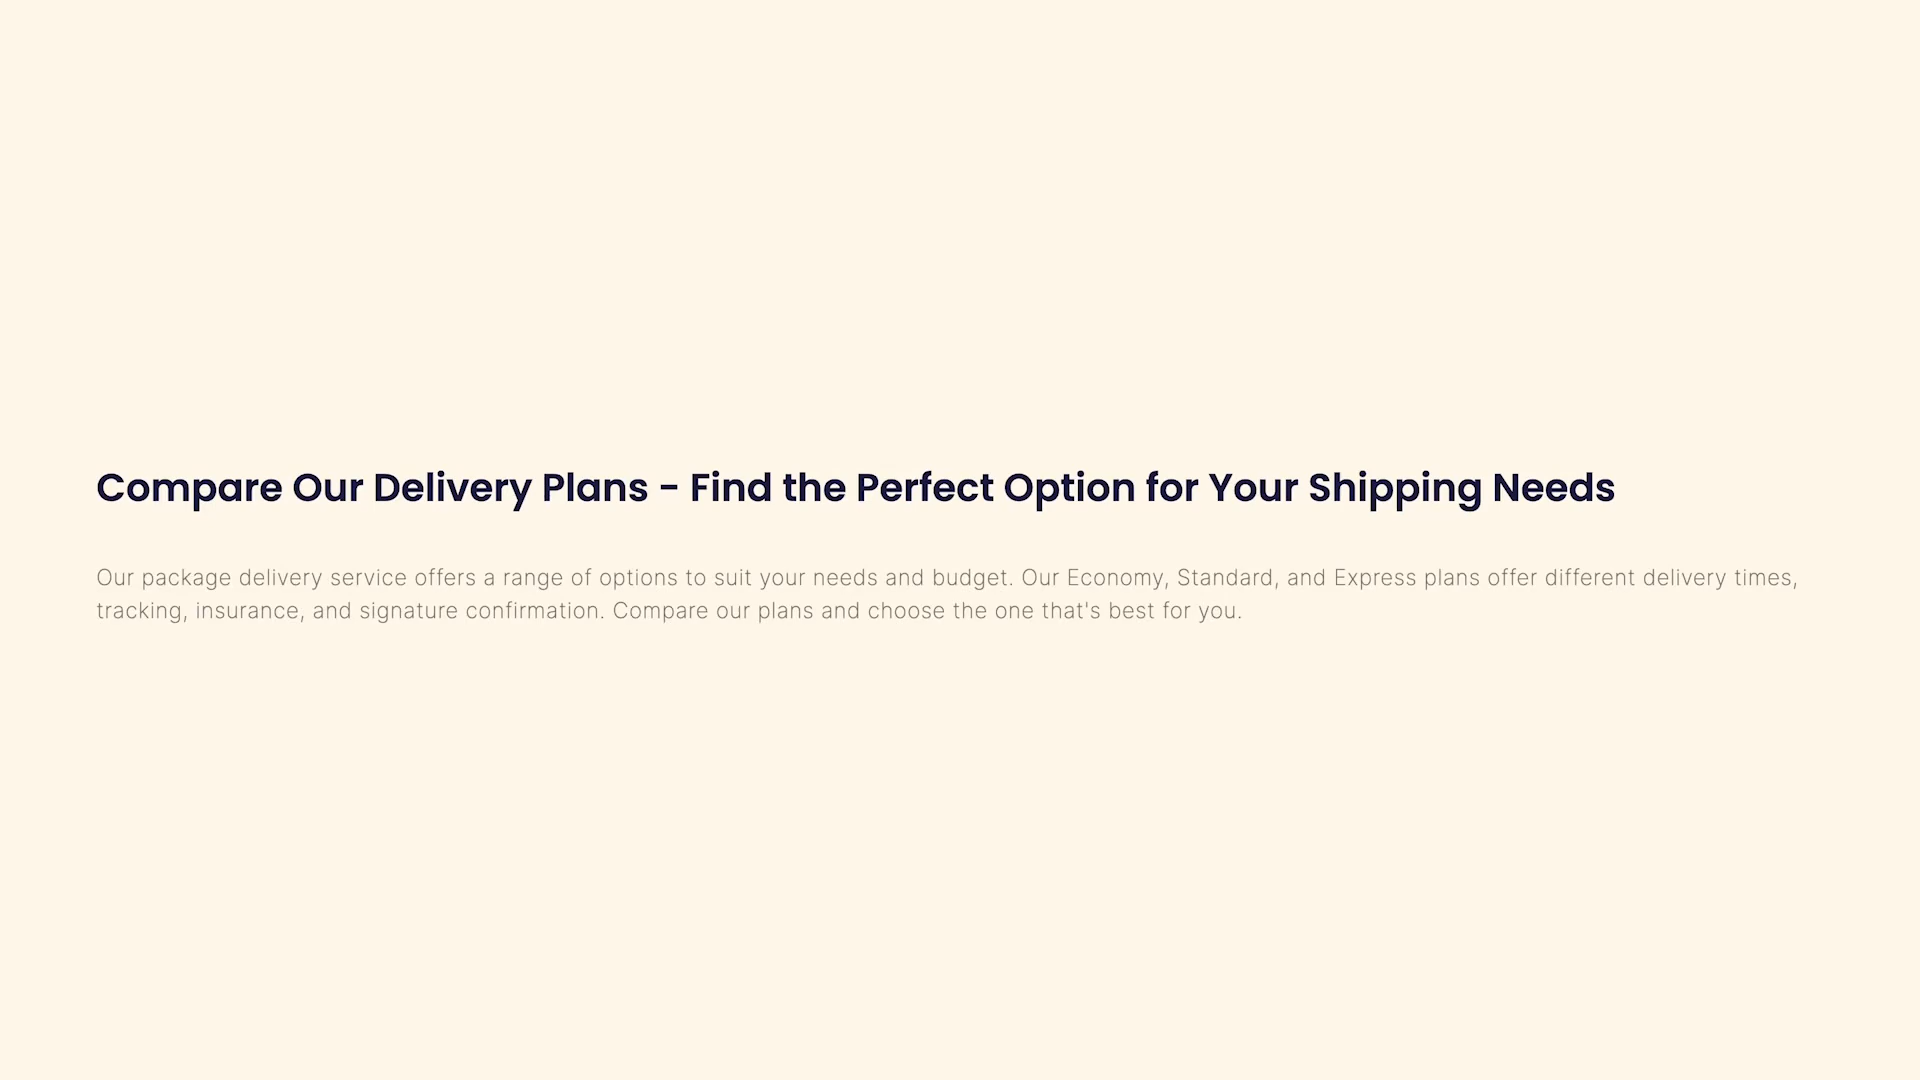 Compare Our Delivery Plans - Find the Perfect Option for Your Shipping Needs
Our package delivery service offers a range of options to suit your needs and budget. Our Economy, Standard, and Express plans offer different delivery times,
tracking, insurance, and signature confirmation. Compare our plans and choose the one that's best for you.